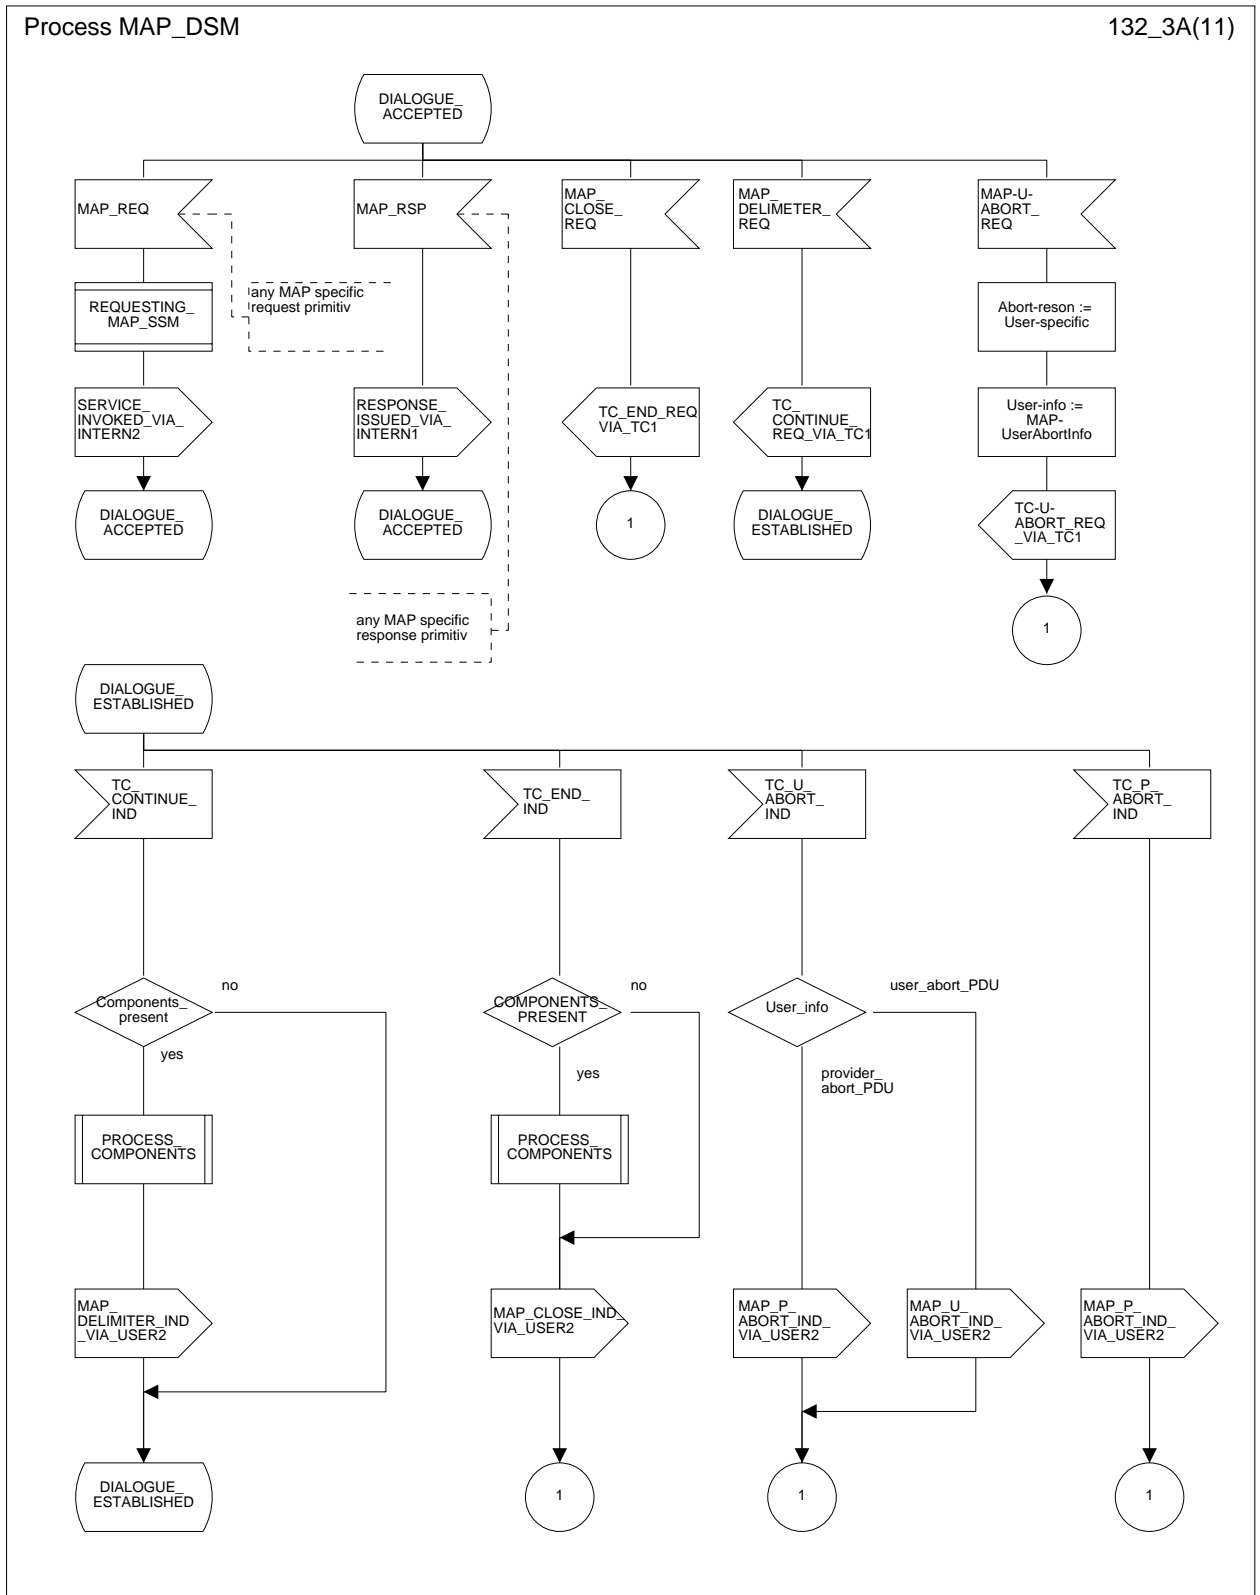 Process MAP_DSM
132_3A(11)
DIALOGUE_
ACCEPTED
MAP_REQ
MAP_RSP
MAP_
CLOSE_
REQ
MAP_
DELIMETER_
REQ
MAP-U-
ABORT_
REQ
REQUESTING_
MAP_SSM
any MAP specific
request primitiv
Abort-reson :=
User-specific
SERVICE_
INVOKED_VIA_
INTERN2
RESPONSE_
ISSUED_VIA_
INTERN1
TC_END_REQ
VIA_TC1
TC_
CONTINUE_
REQ_VIA_TC1
User-info :=
MAP-
UserAbortInfo
DIALOGUE_
ACCEPTED
DIALOGUE_
ACCEPTED
1
DIALOGUE_
ESTABLISHED
TC-U-
ABORT_REQ
_VIA_TC1
any MAP specific
response primitiv
1
DIALOGUE_
ESTABLISHED
TC_
CONTINUE_
IND
TC_END_
IND
TC_U_
ABORT_
IND
TC_P_
ABORT_
IND
Components_
present
no
yes
COMPONENTS_
PRESENT
no
yes
User_info
user_abort_PDU
provider_
abort_PDU
PROCESS_
COMPONENTS
PROCESS_
COMPONENTS
MAP_
DELIMITER_IND
_VIA_USER2
MAP_CLOSE_IND_
VIA_USER2
MAP_P_
ABORT_IND_
VIA_USER2
MAP_U_
ABORT_IND_
VIA_USER2
MAP_P_
ABORT_IND_
VIA_USER2
DIALOGUE_
ESTABLISHED
1
1
1